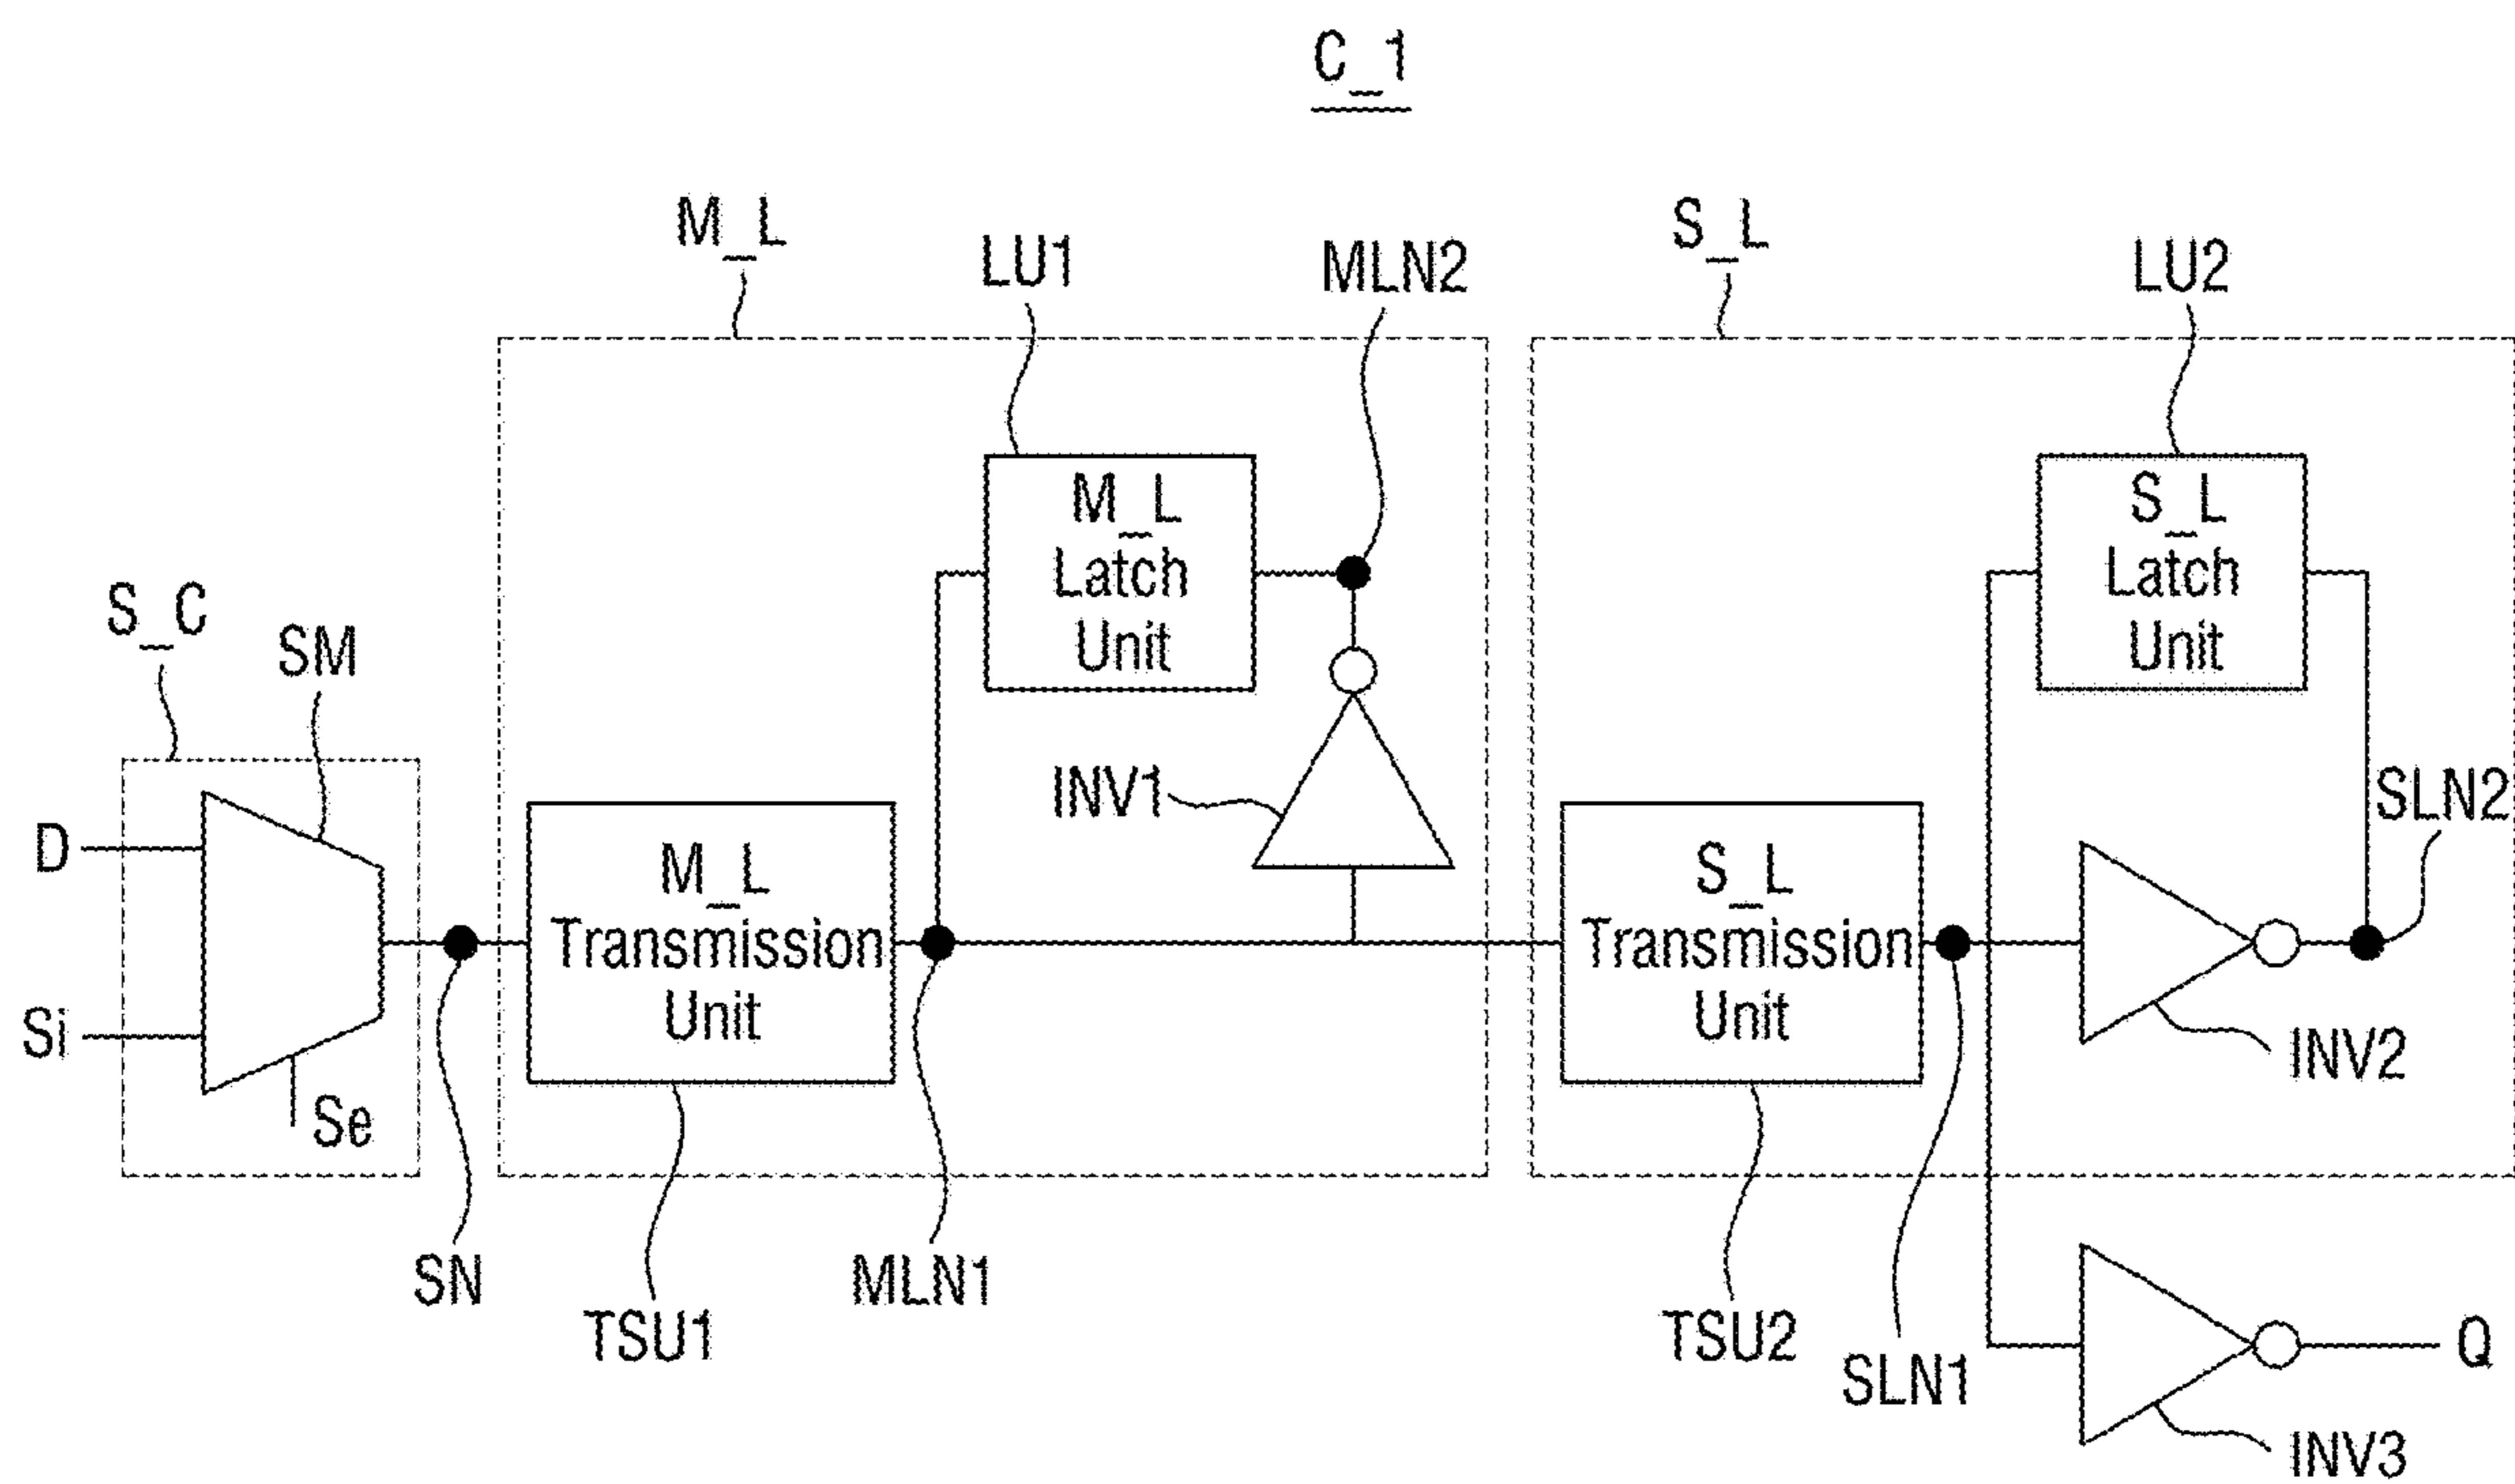 C_1
M_L
S_L
LU1
MLN2
LU2
M_L
Latch
Unit
S_L
Latch
Unit
S_C
SM
INV1
SLN2
D
M_L
Transmission
Unit
S_L
Transmission
Unit
Si
Se
INV2
SN
MLN1
TSU1
TSU2
SLN1
Q
INV3